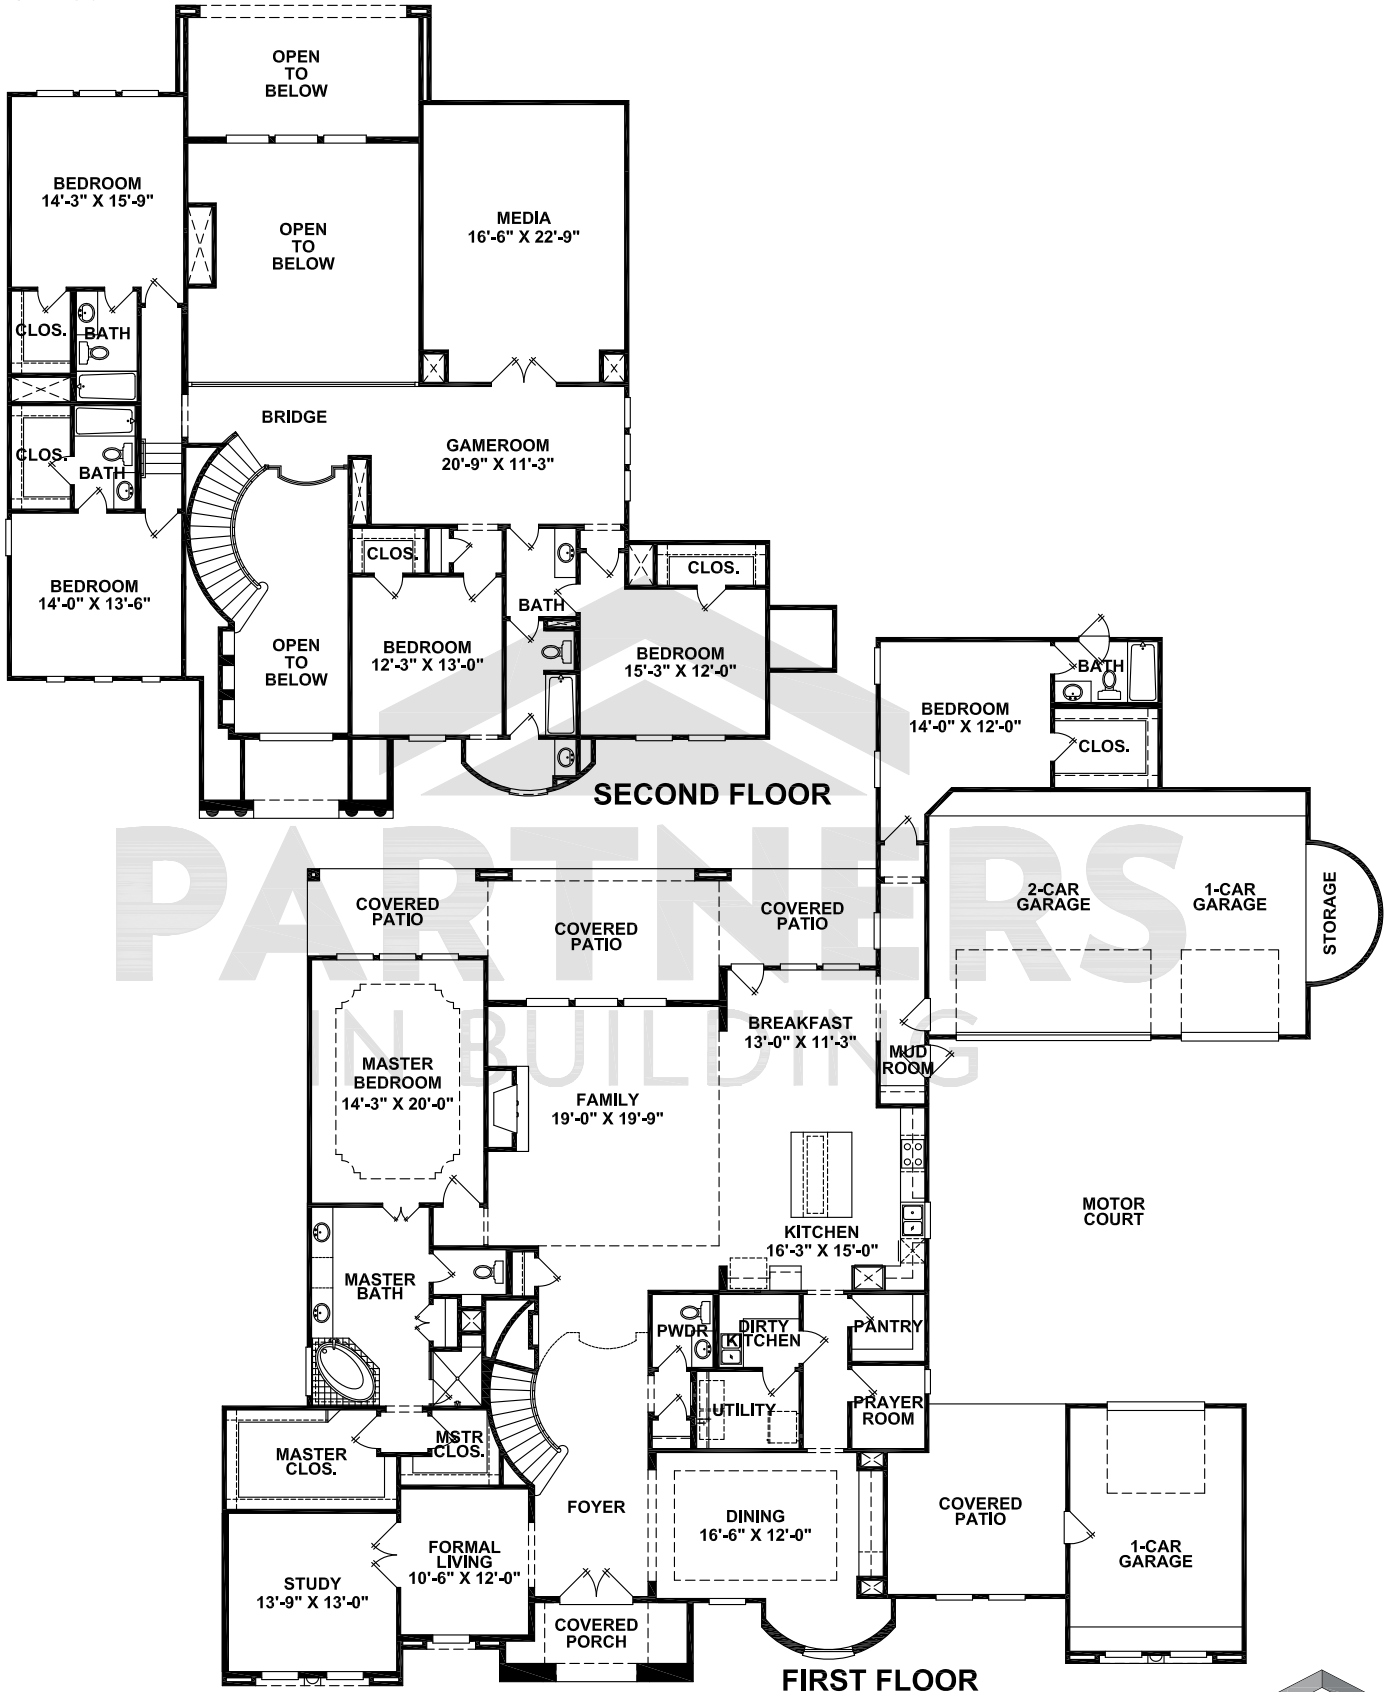 OPEN
TO
BELOW
BEDROOM
14'-3" X 15'-9"
OPEN
TO
BELOW
MEDIA
16'-6" X 22'-9"
CLOS.
BATH
BRIDGE
GAMEROOM
20'-9" X 11'-3"
CLOS.
BATH
BEDROOM
14'-0" X 13'-6"
CLOS.
CLOS.
BATH
OPEN
TO
BELOW
BEDROOM
12'-3" X 13'-0"
BEDROOM
15'-3" X 12'-0"
SECOND FLOOR
BATH
BEDROOM
14'-0" X 12'-0"
CLOS.
PARTNERS
IN BUILDING
2-CAR
GARAGE
1-CAR
GARAGE
STORAGE
COVERED
PATIO
COVERED
PATIO
COVERED
PATIO
BREAKFAST
13'-0" X 11'-3"
MUD
ROOM
MASTER
BEDROOM
14'-3" X 20'-0"
FAMILY
19'-0" X 19'-9"
MOTOR
COURT
KITCHEN
16'-3" X 15'-0"
MASTER
BATH
PWDR
DIRTY
KITCHEN
PANTRY
UTILITY
PRAYER
ROOM
MASTER
CLOS.
MSTR
CLOS.
FOYER
DINING
16'-6" X 12'-0"
COVERED
PATIO
1-CAR
GARAGE
FORMAL
LIVING
10'-6" X 12'-0"
STUDY
13'-9" X 13'-0"
COVERED
PORCH
FIRST FLOOR